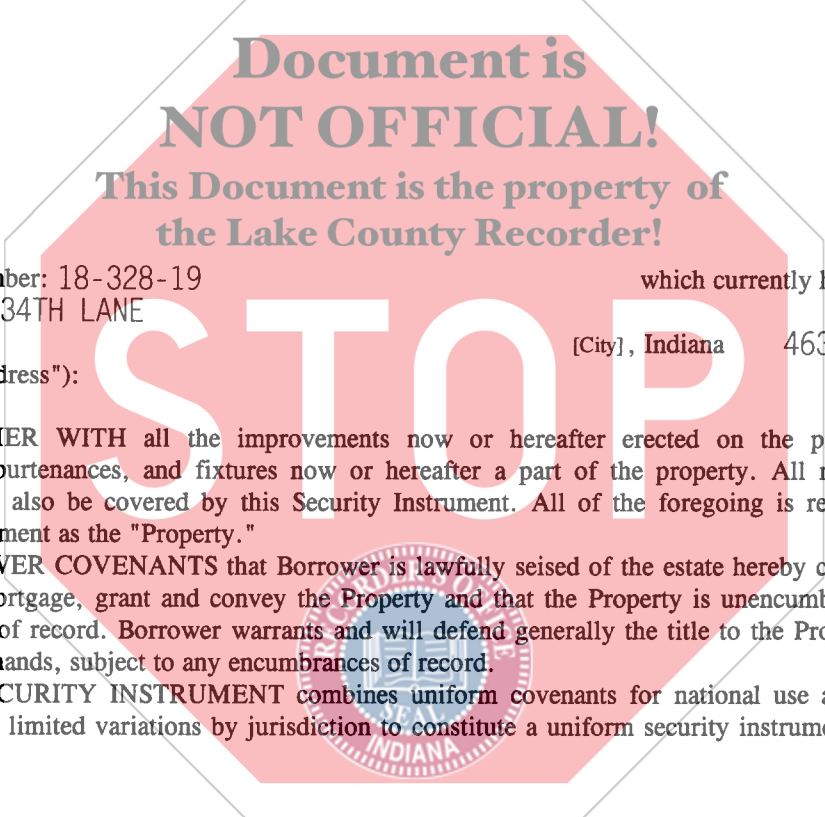 Document is
NOT OFFICIAL!
This Document is the property of
the Lake County Recorder!
STOP
ber: 18-328-19 which currently
34TH LANE
[City], Indiana 463
dress"):
ER WITH all the improvements now or hereafter erected on the p
urtenances, and fixtures now or hereafter a part of the property. All
also be covered by this Security Instrument. All of the foregoing is re
ment as the "Property."
VER COVENANTS that Borrower is lawfully seised of the estate hereby
ortgage, grant and convey the Property and that the Property is unencumb
of record. Borrower warrants and will defend generally the title to the Pro
ands, subject to any encumbrances of record.
CURITY INSTRUMENT combines uniform covenants for national use
limited variations by jurisdiction to constitute a uniform security instrume
RECORDER'S OFFICE
SEAL
INDIANA